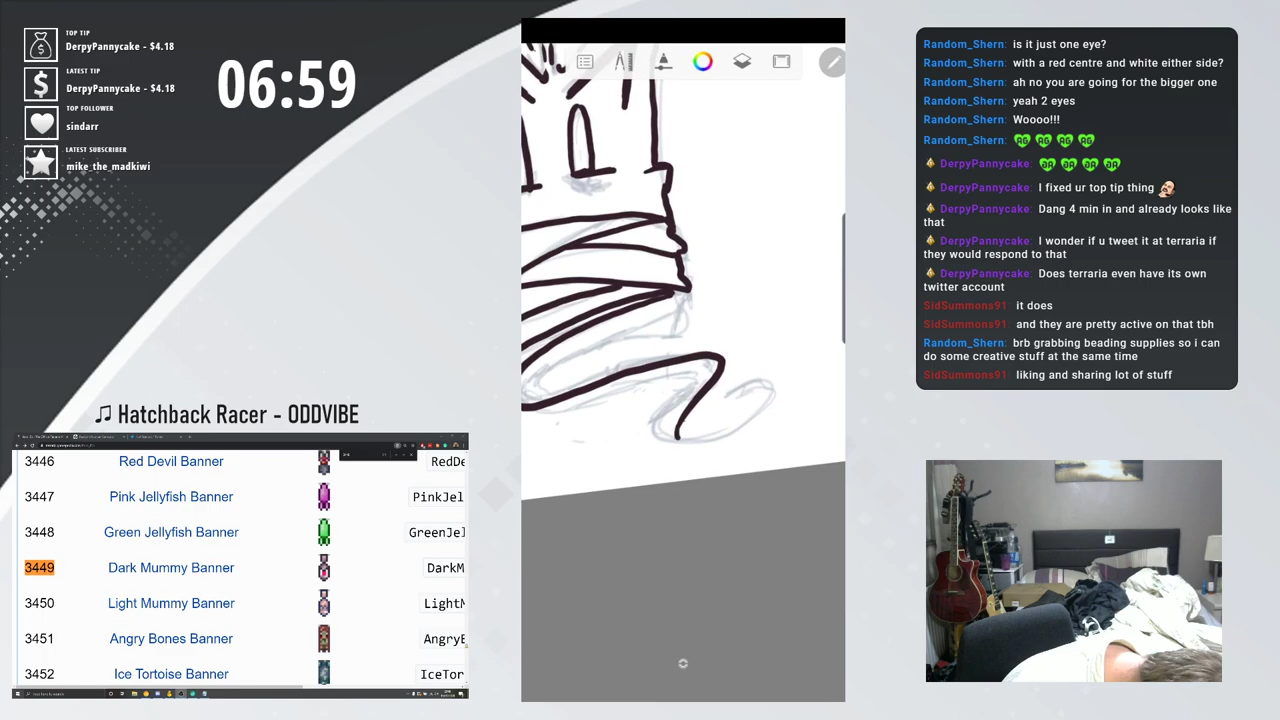 TOP TIP
DerpyPannycake - $4.18
LATEST TIP
DerpyPannycake - $4.18
TOP FOLLOWER
sindarr
LATEST SUBSCRIBER
mike_the_madkiwi
06:59
♫ Hatchback Racer - ODDVIBE
3446 Red Devil Banner RedDe
3447 Pink Jellyfish Banner PinkJel
3448 Green Jellyfish Banner GreenJel
3449 Dark Mummy Banner DarkM
3450 Light Mummy Banner LightM
3451 Angry Bones Banner AngryB
3452 Ice Tortoise Banner IceTor
Random_Shern: is it just one eye?
Random_Shern: with a red centre and white either side?
Random_Shern: ah no you are going for the bigger one
Random_Shern: yeah 2 eyes
Random_Shern: Woooo!!!
Random_Shern:
DerpyPannycake:
DerpyPannycake: I fixed ur top tip thing
DerpyPannycake: Dang 4 min in and already looks like
that
DerpyPannycake: I wonder if u tweet it at terraria if
they would respond to that
DerpyPannycake: Does terraria even have its own
twitter account
SidSummons91: it does
SidSummons91: and they are pretty active on that tbh
Random_Shern: brb grabbing beading supplies so i can
do some creative stuff at the same time
SidSummons91: liking and sharing lot of stuff